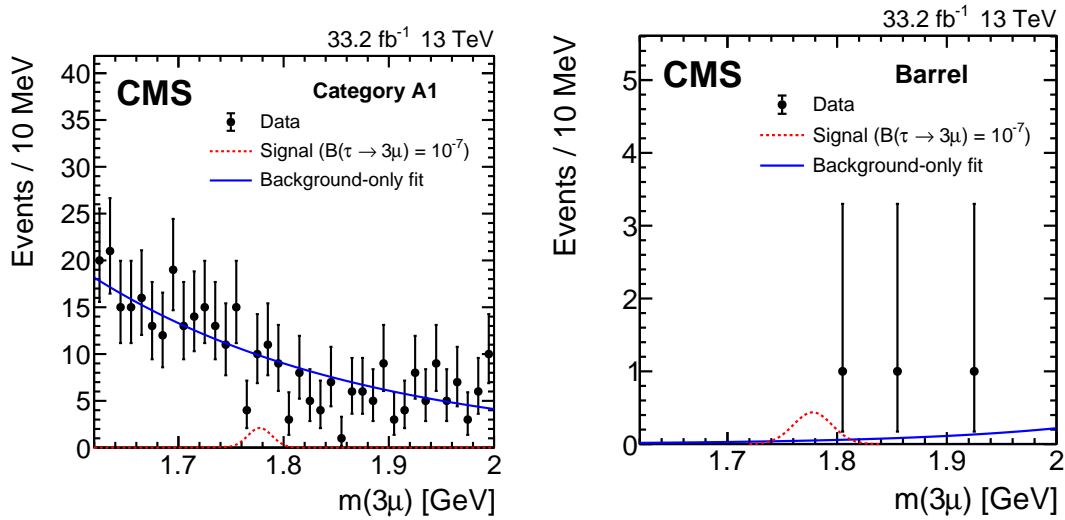 33.2 fb⁻¹ 13 TeV
CMS
Category A1
Data
Signal (B(τ → 3μ) = 10⁻⁷)
Background-only fit
Events / 10 MeV
40
35
30
25
20
15
10
5
0
1.7
1.8
1.9
2
m(3μ) [GeV]
33.2 fb⁻¹ 13 TeV
CMS
Barrel
Data
Signal (B(τ → 3μ) = 10⁻⁷)
Background-only fit
Events / 10 MeV
5
4
3
2
1
0
1.7
1.8
1.9
2
m(3μ) [GeV]